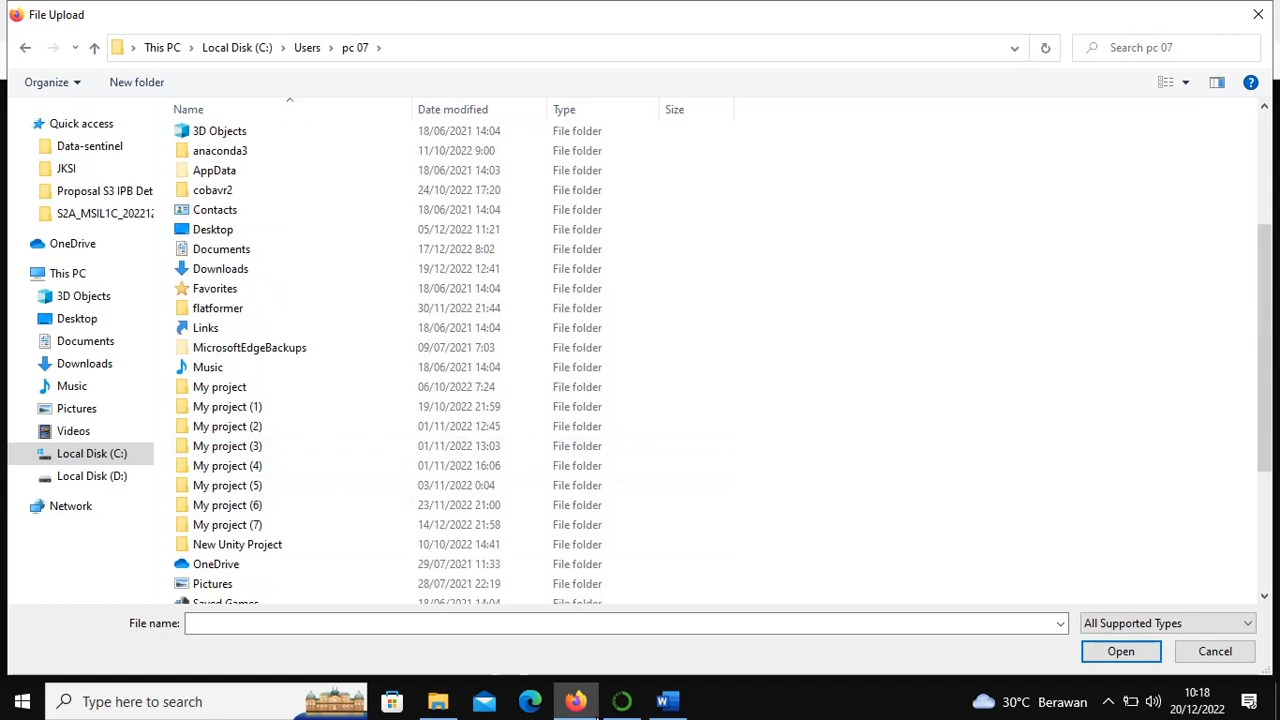 File Upload
This PC > Local Disk (C:) > Users > pc 07 >
Search pc 07
Organize
New folder
Name Date modified Type Size
Quick access
Data-sentinel
JKSI
Proposal S3 IPB Det
S2A_MSIL1C_202212
OneDrive
This PC
3D Objects
Desktop
Documents
Downloads
Music
Pictures
Videos
Local Disk (C:)
Local Disk (D:)
Network
3D Objects 18/06/2021 14:04 File folder
anaconda3 11/10/2022 9:00 File folder
AppData 18/06/2021 14:03 File folder
cobavr2 24/10/2022 17:20 File folder
Contacts 18/06/2021 14:04 File folder
Desktop 05/12/2022 11:21 File folder
Documents 17/12/2022 8:02 File folder
Downloads 19/12/2022 12:41 File folder
Favorites 18/06/2021 14:04 File folder
flatformer 30/11/2022 21:44 File folder
Links 18/06/2021 14:04 File folder
MicrosoftEdgeBackups 09/07/2021 7:03 File folder
Music 18/06/2021 14:04 File folder
My project 06/10/2022 7:24 File folder
My project (1) 19/10/2022 21:59 File folder
My project (2) 01/11/2022 12:45 File folder
My project (3) 01/11/2022 13:03 File folder
My project (4) 01/11/2022 16:06 File folder
My project (5) 03/11/2022 0:04 File folder
My project (6) 23/11/2022 21:00 File folder
My project (7) 14/12/2022 21:58 File folder
New Unity Project 10/10/2022 14:41 File folder
OneDrive 29/07/2021 11:33 File folder
Pictures 28/07/2021 22:19 File folder
Saved Games 18/06/2021 14:04 File folder
File name:
All Supported Types
Open
Cancel
Type here to search
30°C Berawan
10:18
20/12/2022